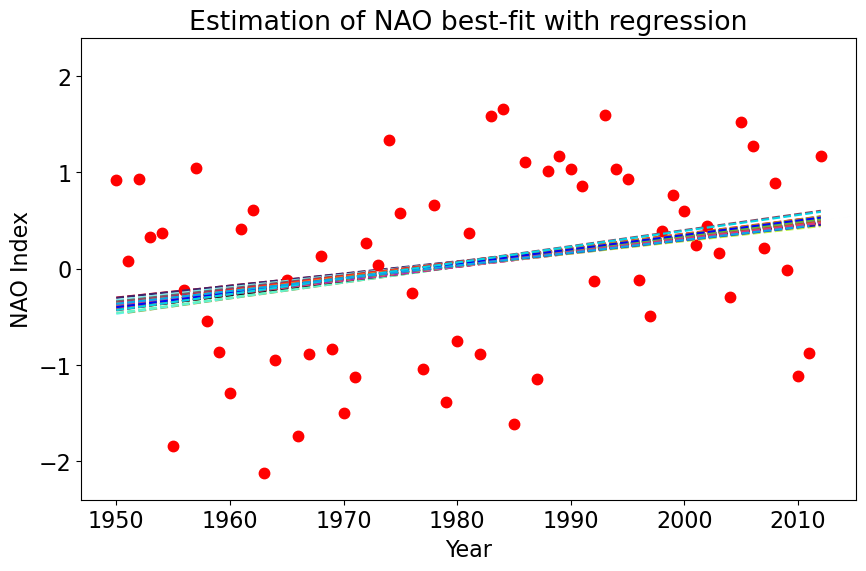 Estimation of NAO best-fit with regression
NAO Index
2
1
0
−1
−2
1950 1960 1970 1980 1990 2000 2010
Year